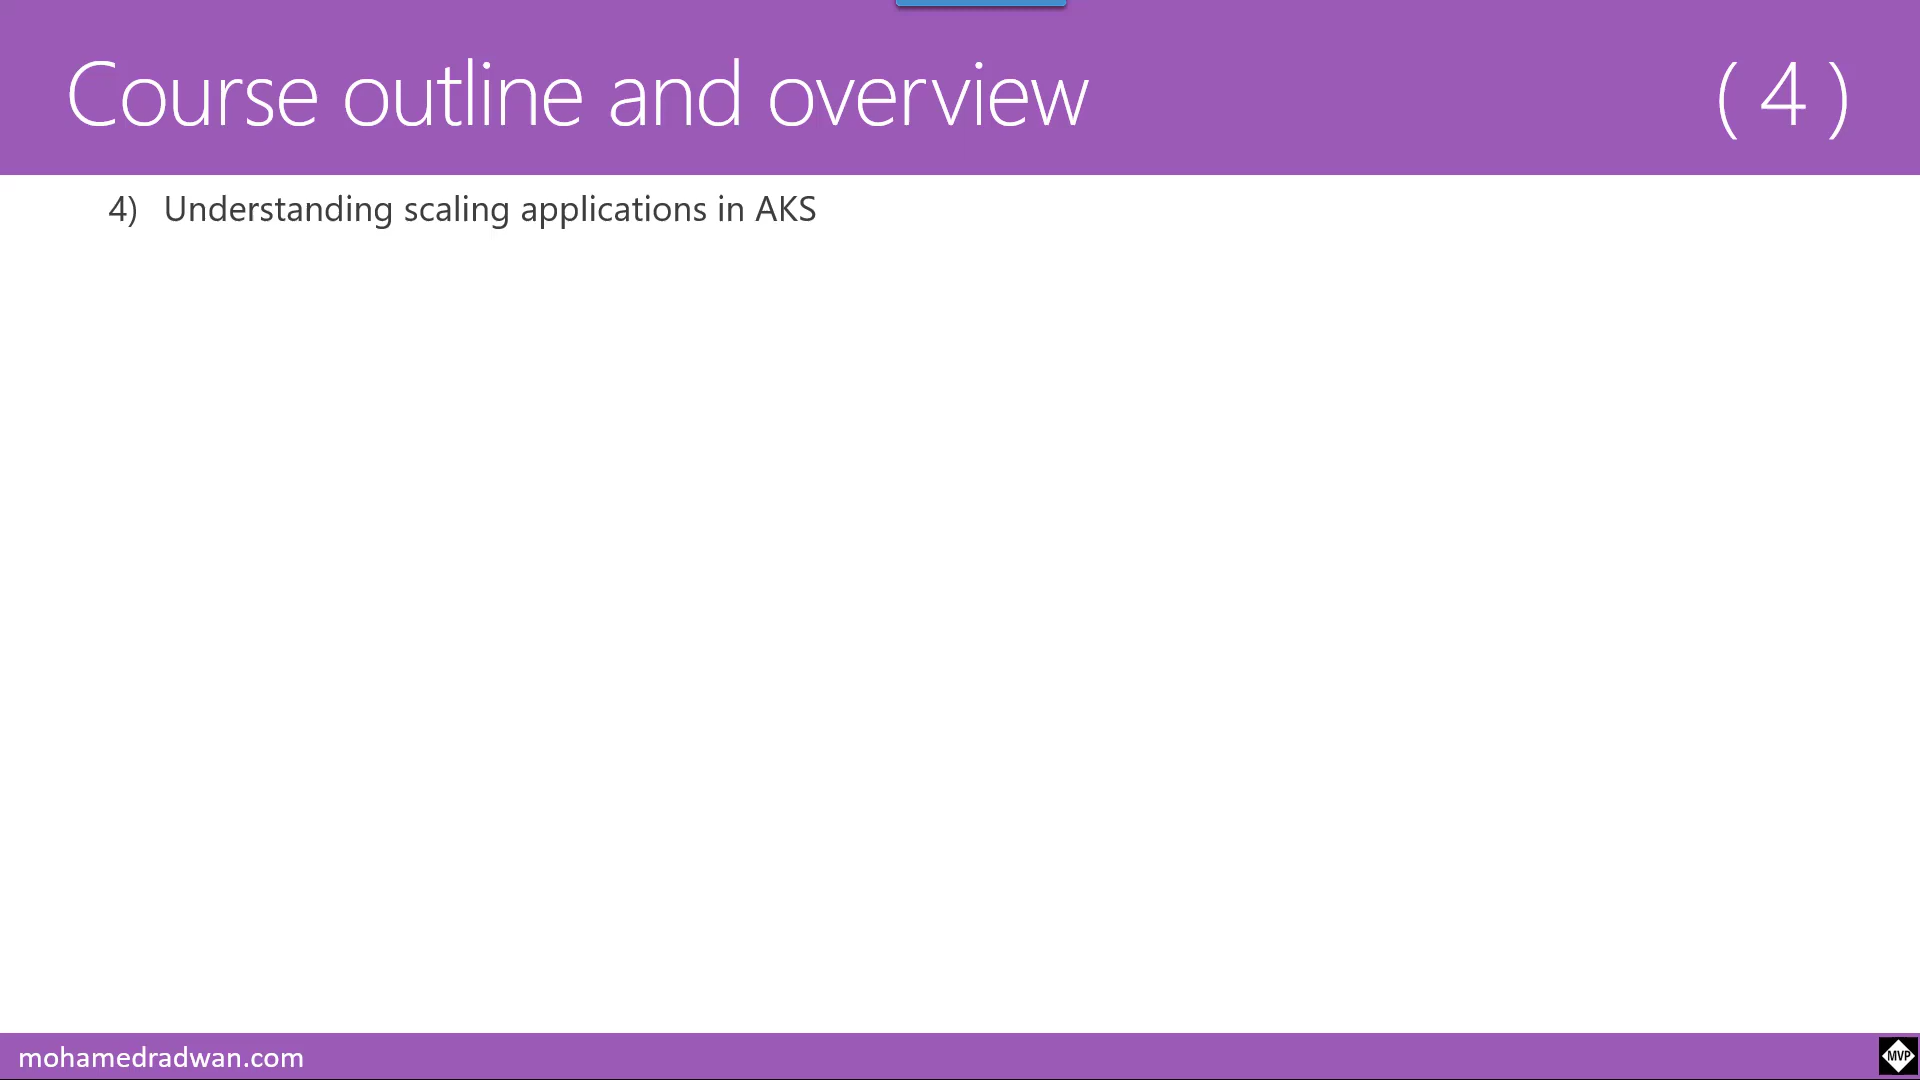 Course outline and overview ( 4 )
4) Understanding scaling applications in AKS
mohamedradwan.com
MVP